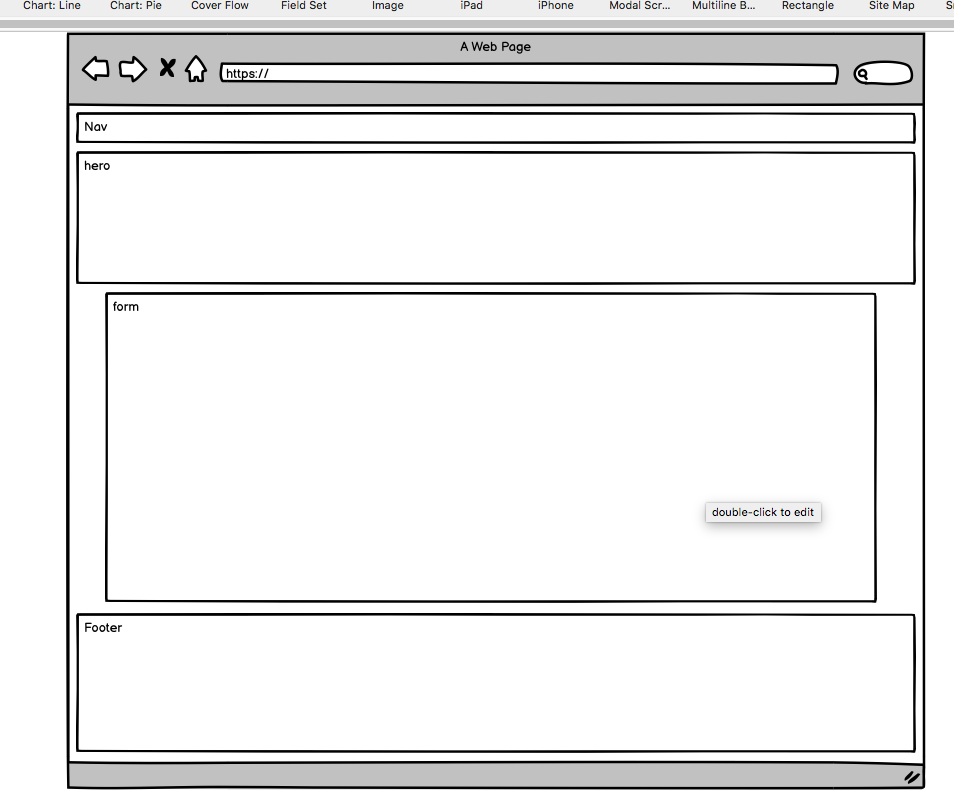 Chart: Line Chart: Pie Cover Flow Field Set Image iPad iPhone Modal Scr... Multiline B... Rectangle Site Map
A Web Page
https://
Nav
hero
form
double-click to edit
Footer